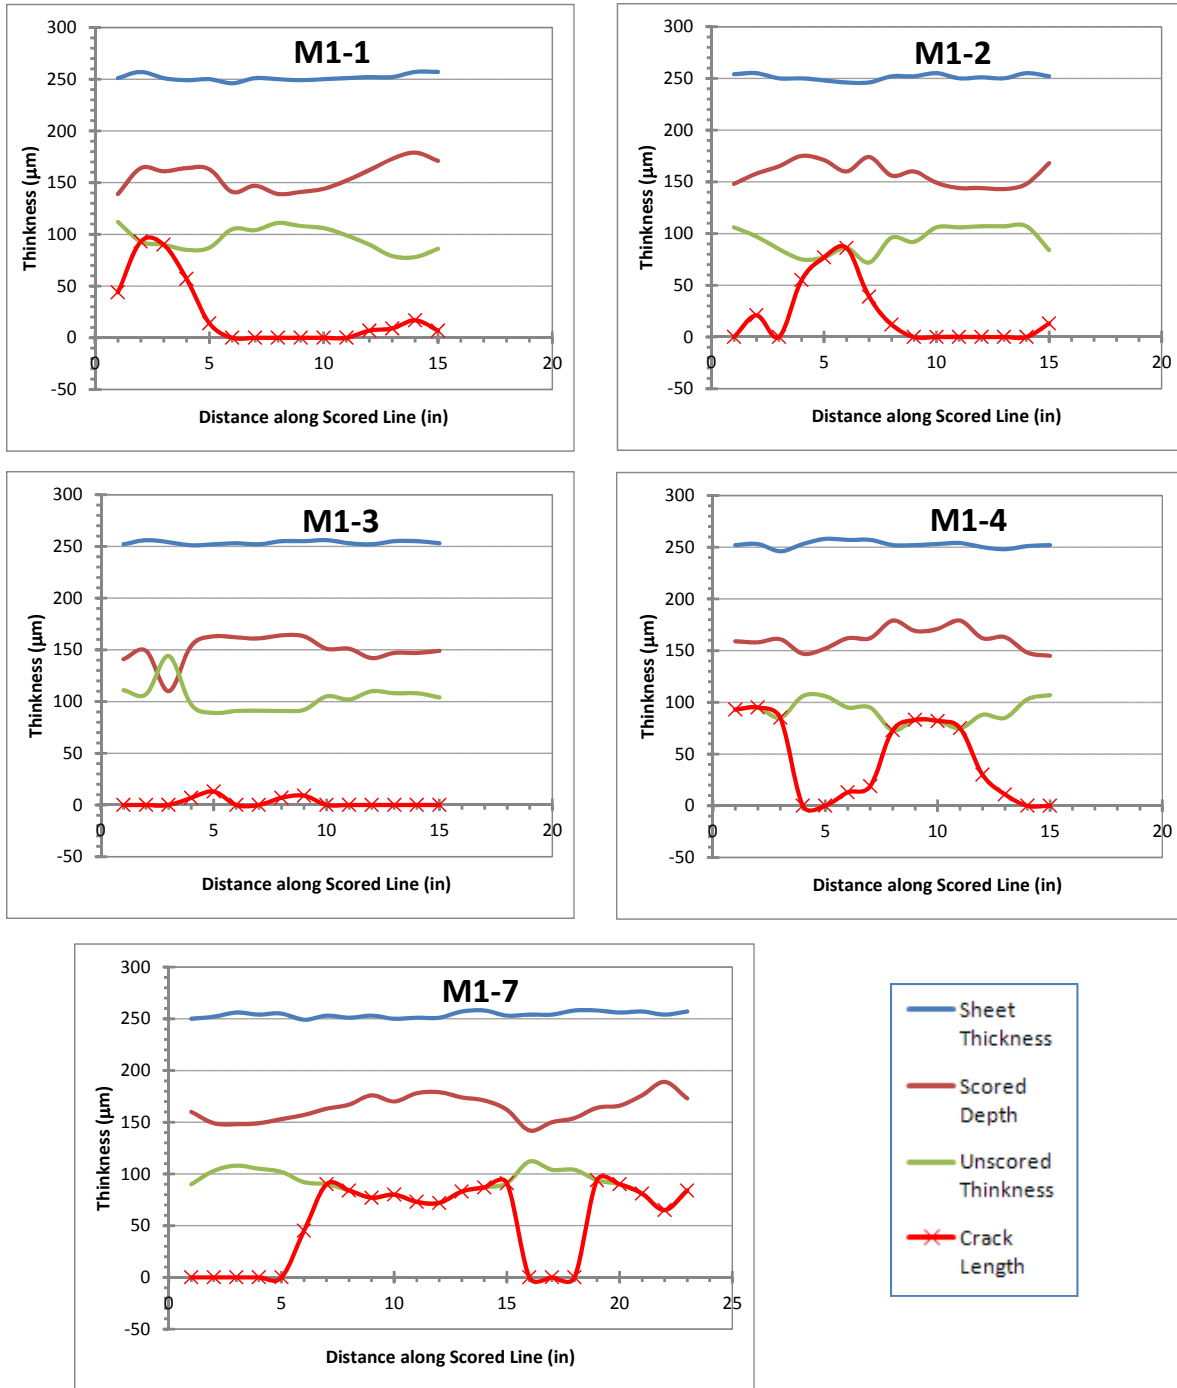 M1-1
300
250
200
150
100
50
0
-50
0 5 10 15 20
Thinkness (μm)
Distance along Scored Line (in)
M1-2
300
250
200
150
100
50
0
-50
0 5 10 15 20
Thinkness (μm)
Distance along Scored Line (in)
M1-3
300
250
200
150
100
50
0
-50
0 5 10 15 20
Thinkness (μm)
Distance along Scored Line (in)
M1-4
300
250
200
150
100
50
0
-50
0 5 10 15 20
Thinkness (μm)
Distance along Scored Line (in)
M1-7
300
250
200
150
100
50
0
-50
0 5 10 15 20 25
Thinkness (μm)
Distance along Scored Line (in)
Sheet
Thickness
Scored
Depth
Unscored
Thinkness
Crack
Length